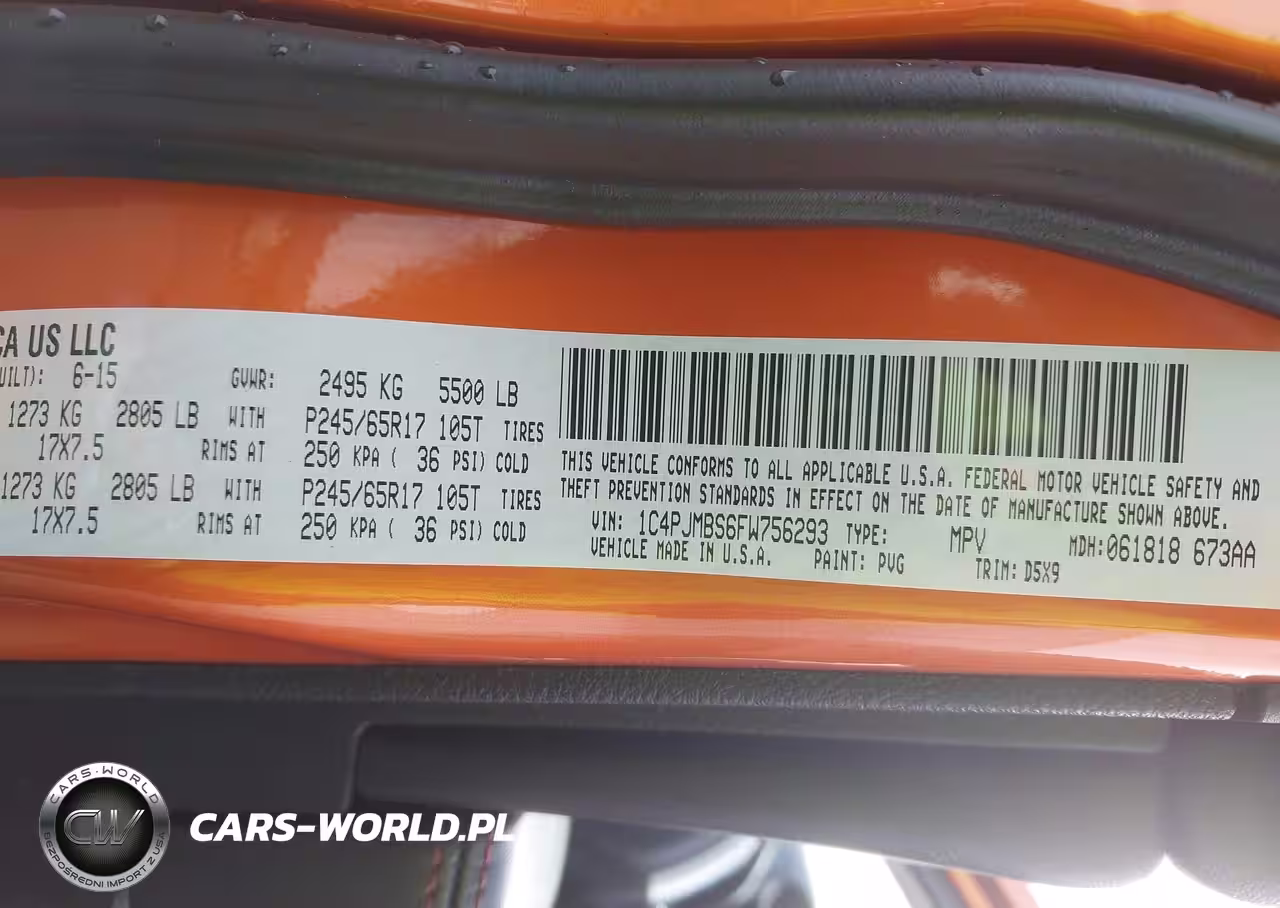 CA US LLC
UILT): 6-15 GVWR: 2495 KG 5500 LB
1273 KG 2805 LB WITH P245/65R17 105T TIRES
17X7.5 RIMS AT 250 KPA ( 36 PSI) COLD
1273 KG 2805 LB WITH P245/65R17 105T TIRES
17X7.5 RIMS AT 250 KPA ( 36 PSI) COLD
THIS VEHICLE CONFORMS TO ALL APPLICABLE U.S.A. FEDERAL MOTOR VEHICLE SAFETY AND
THEFT PREVENTION STANDARDS IN EFFECT ON THE DATE OF MANUFACTURE SHOWN ABOVE.
VIN: 1C4PJMBS6FW756293 TYPE: MPV MDH:061818 673AA
VEHICLE MADE IN U.S.A. PAINT: PVG TRIM: D5X9
CARS-WORLD
CW
BEZPOŚREDNI IMPORT Z USA
CARS-WORLD.PL